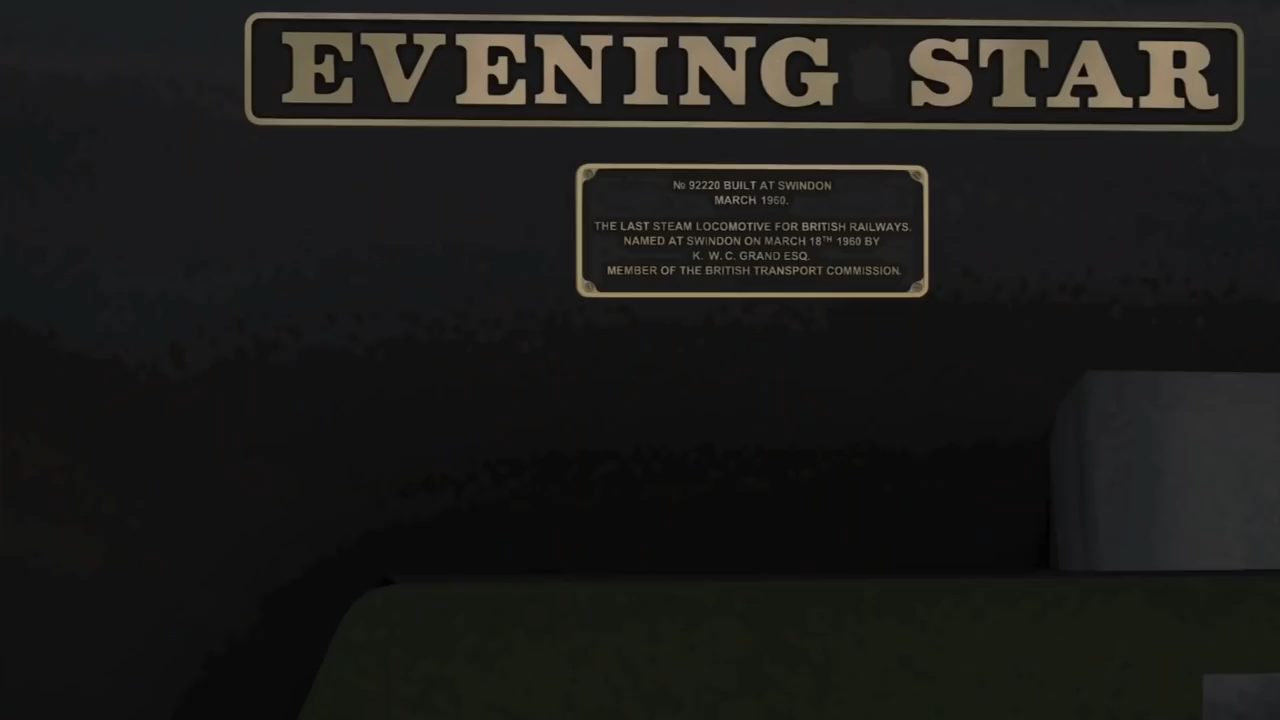 EVENING STAR
№ 92220 BUILT AT SWINDON
MARCH 1960.
THE LAST STEAM LOCOMOTIVE FOR BRITISH RAILWAYS.
NAMED AT SWINDON ON MARCH 18TH 1960 BY
K. W. C. GRAND ESQ.
MEMBER OF THE BRITISH TRANSPORT COMMISSION.